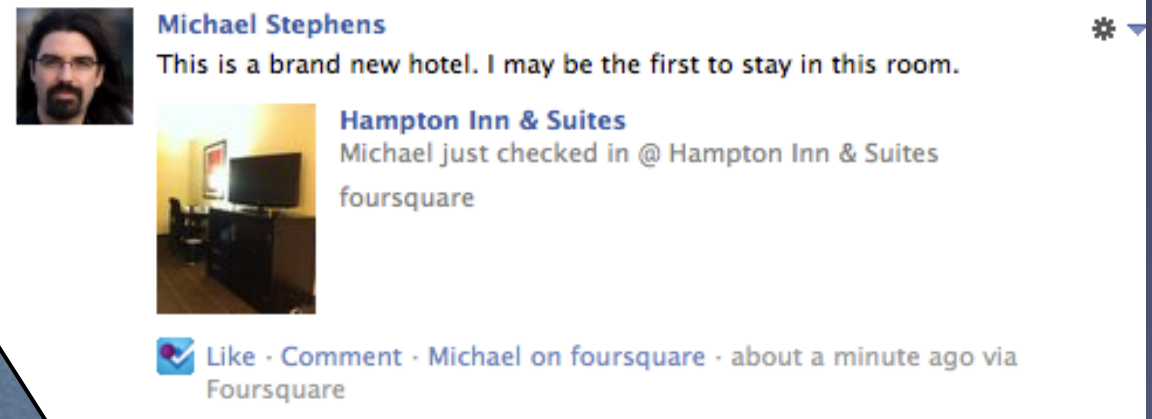 Michael Stephens
This is a brand new hotel. I may be the first to stay in this room.
Hampton Inn & Suites
Michael just checked in @ Hampton Inn & Suites
foursquare
Like · Comment · Michael on foursquare · about a minute ago via
Foursquare